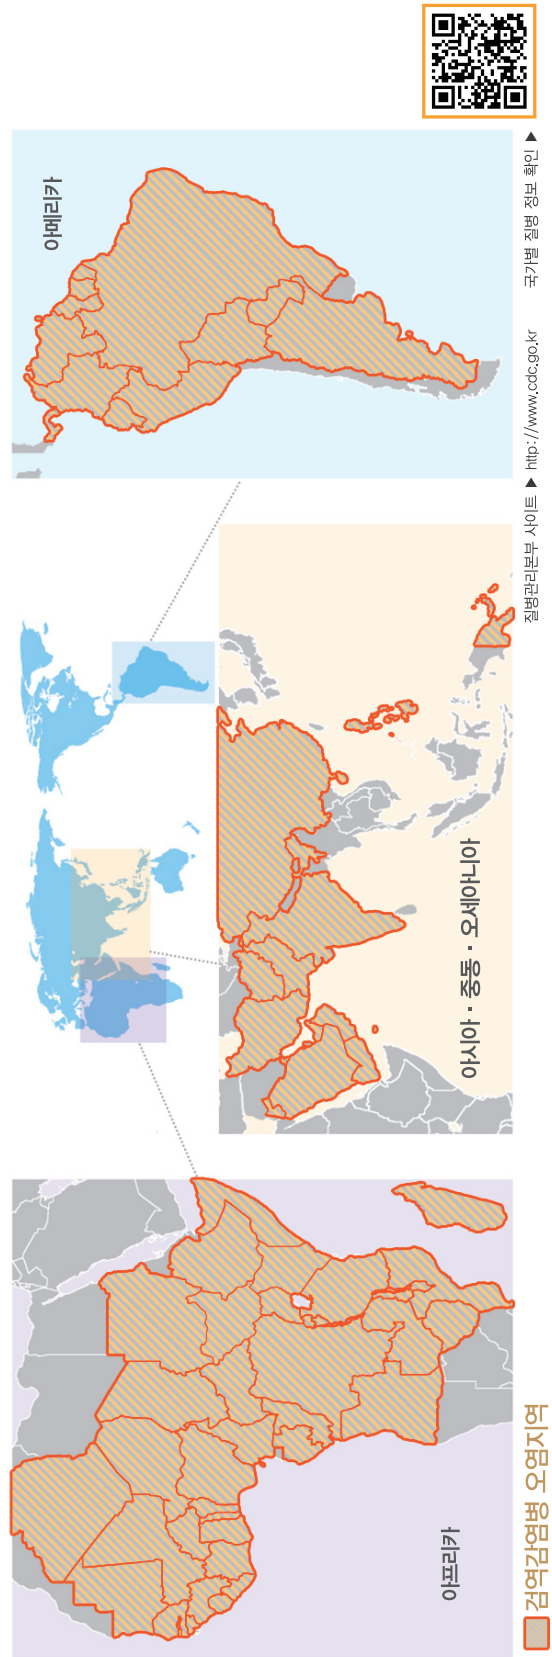 검역감염병 오염지역
아프리카
아시아 · 중동 · 오세아니아
아메리카
질병관리본부 사이트 ▶ http://www.cdc.go.kr
국가별 질병 정보 확인 ▶